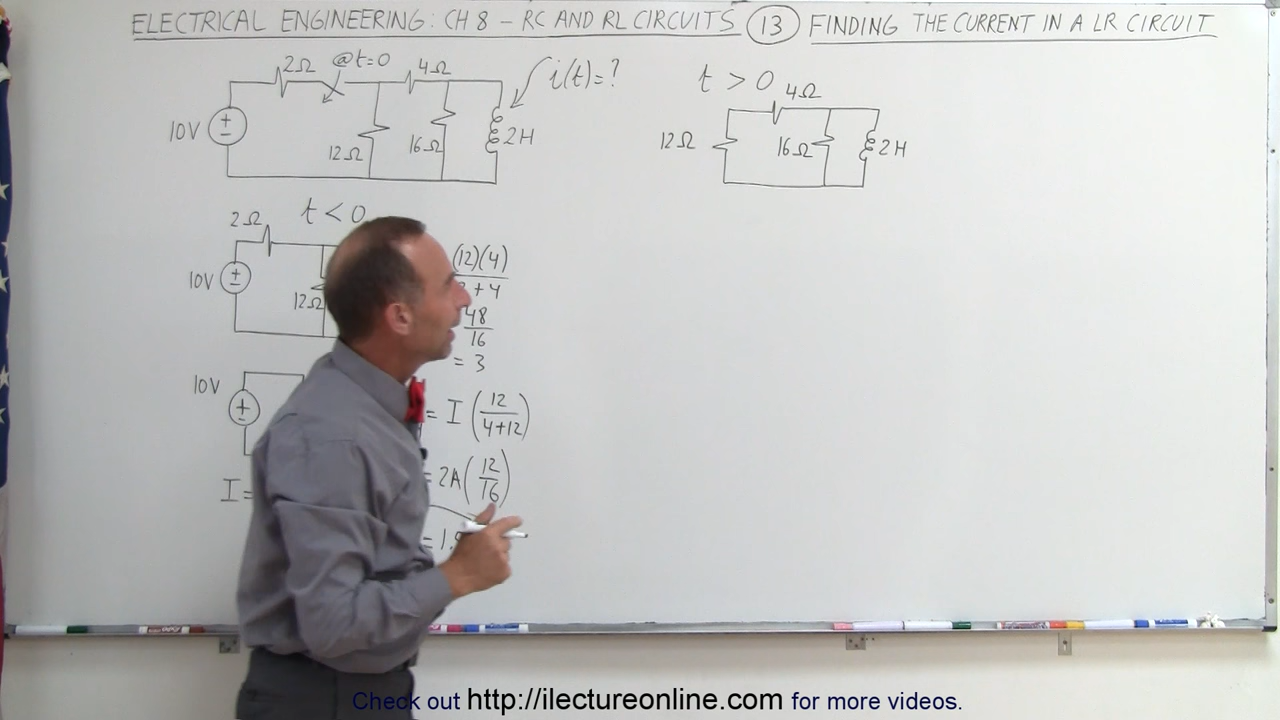 ELECTRICAL ENGINEERING: CH 8 – RC AND RL CIRCUITS 13 FINDING THE CURRENT IN A LR CIRCUIT
2Ω @t=0 4Ω i(t)=?
10V 12Ω 16Ω 2H
t > 0
4Ω
12Ω 16Ω 2H
t < 0
2Ω
10V 12Ω
(12)(4)
+ 4
48
16
= 3
10V
= I (12/(4+12))
= 2A (12/16)
I =
= 1.
Check out http://ilectureonline.com for more videos.